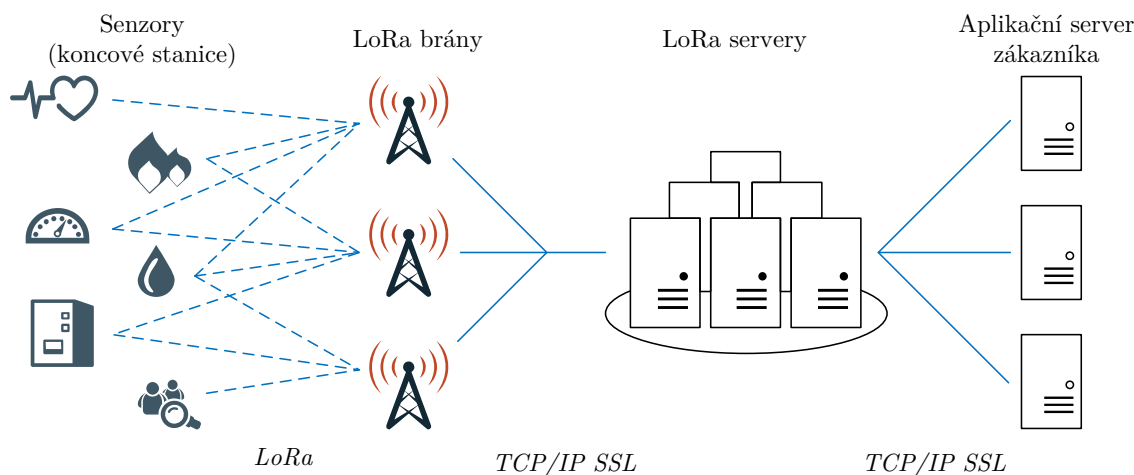 Senzory
(koncové stanice)
LoRa brány
LoRa servery
Aplikační server
zákazníka
LoRa
TCP/IP SSL
TCP/IP SSL